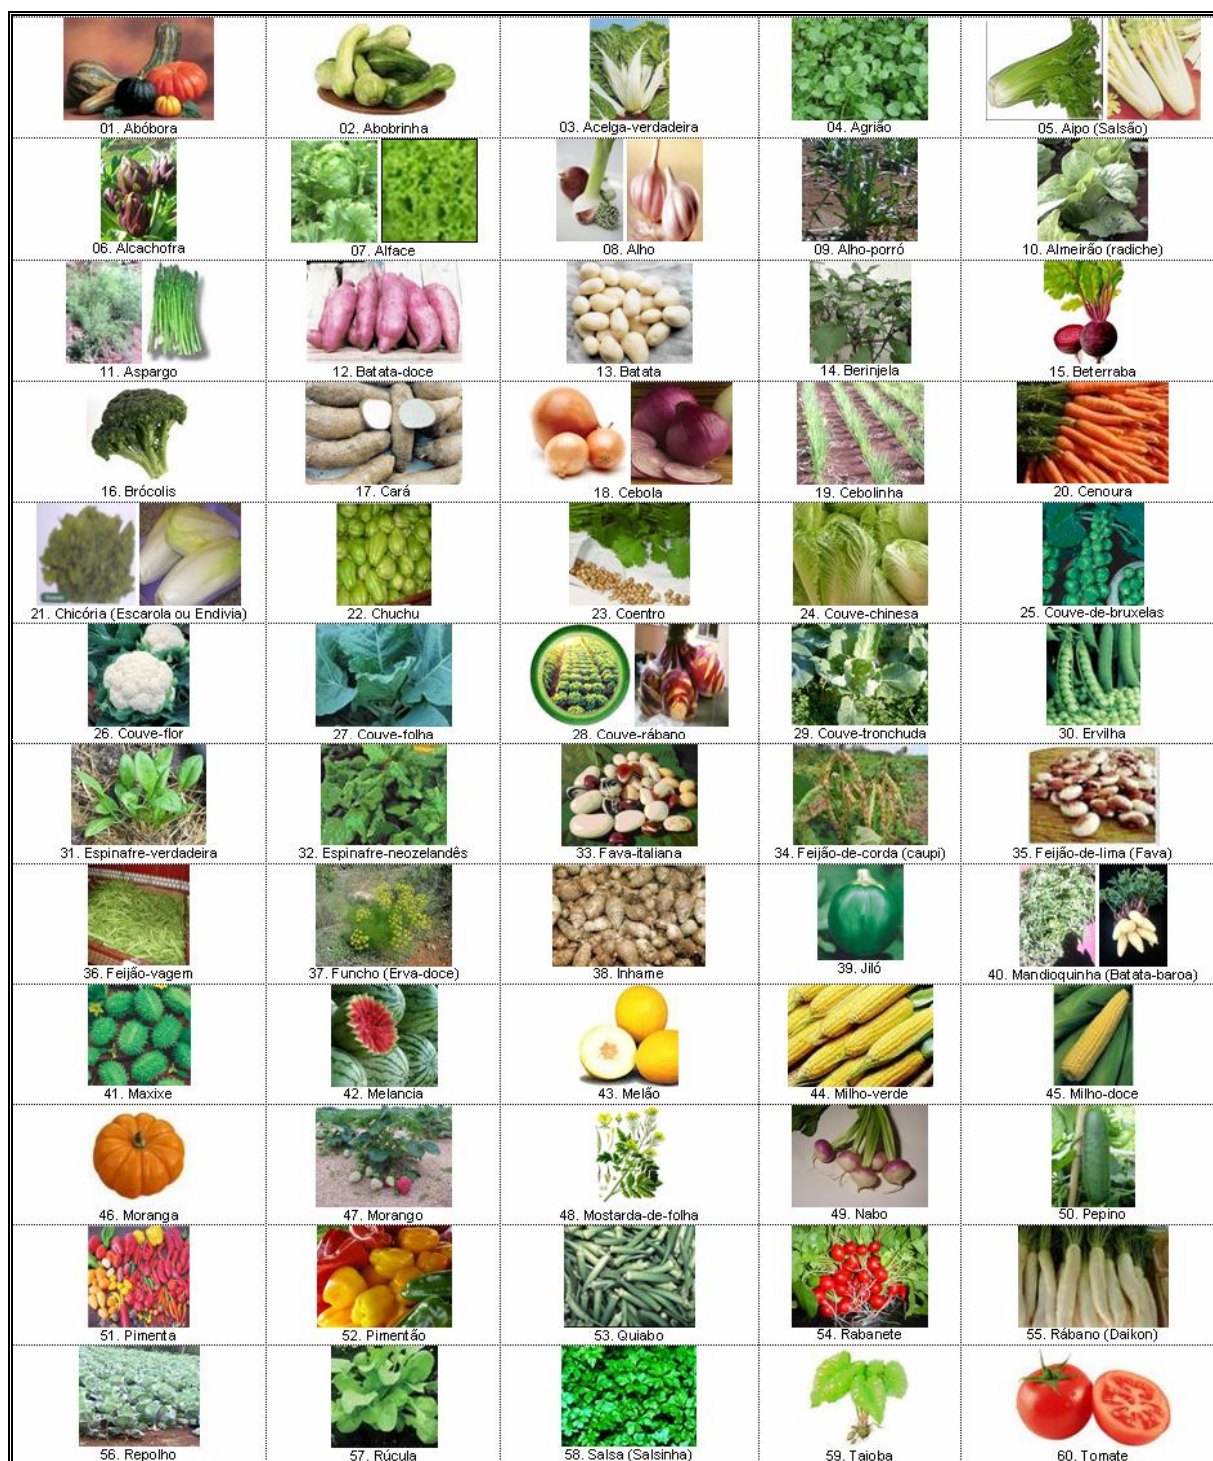 01. Abóbora
02. Abobrinha
03. Acelga-verdadeira
04. Agrião
05. Aipo (Salsão)
06. Alcachofra
07. Alface
08. Alho
09. Alho-porró
10. Almeirão (radiche)
11. Aspargo
12. Batata-doce
13. Batata
14. Berinjela
15. Beterraba
16. Brócolis
17. Cará
18. Cebola
19. Cebolinha
20. Cenoura
21. Chicória (Escarola ou Endivia)
22. Chuchu
23. Coentro
24. Couve-chinesa
25. Couve-de-bruxelas
26. Couve-flor
27. Couve-folha
28. Couve-rábano
29. Couve-tronchuda
30. Ervilha
31. Espinafre-verdadeira
32. Espinafre-neozelandês
33. Fava-italiana
34. Feijão-de-corda (caupi)
35. Feijão-de-lima (Fava)
36. Feijão-vagem
37. Funcho (Erva-doce)
38. Inhame
39. Jiló
40. Mandioquinha (Batata-baroa)
41. Maxixe
42. Melancia
43. Melão
44. Milho-verde
45. Milho-doce
46. Moranga
47. Morango
48. Mostarda-de-folha
49. Nabo
50. Pepino
51. Pimenta
52. Pimentão
53. Quiabo
54. Rabanete
55. Rábano (Daikon)
56. Repolho
57. Rúcula
58. Salsa (Salsinha)
59. Taioba
60. Tomate